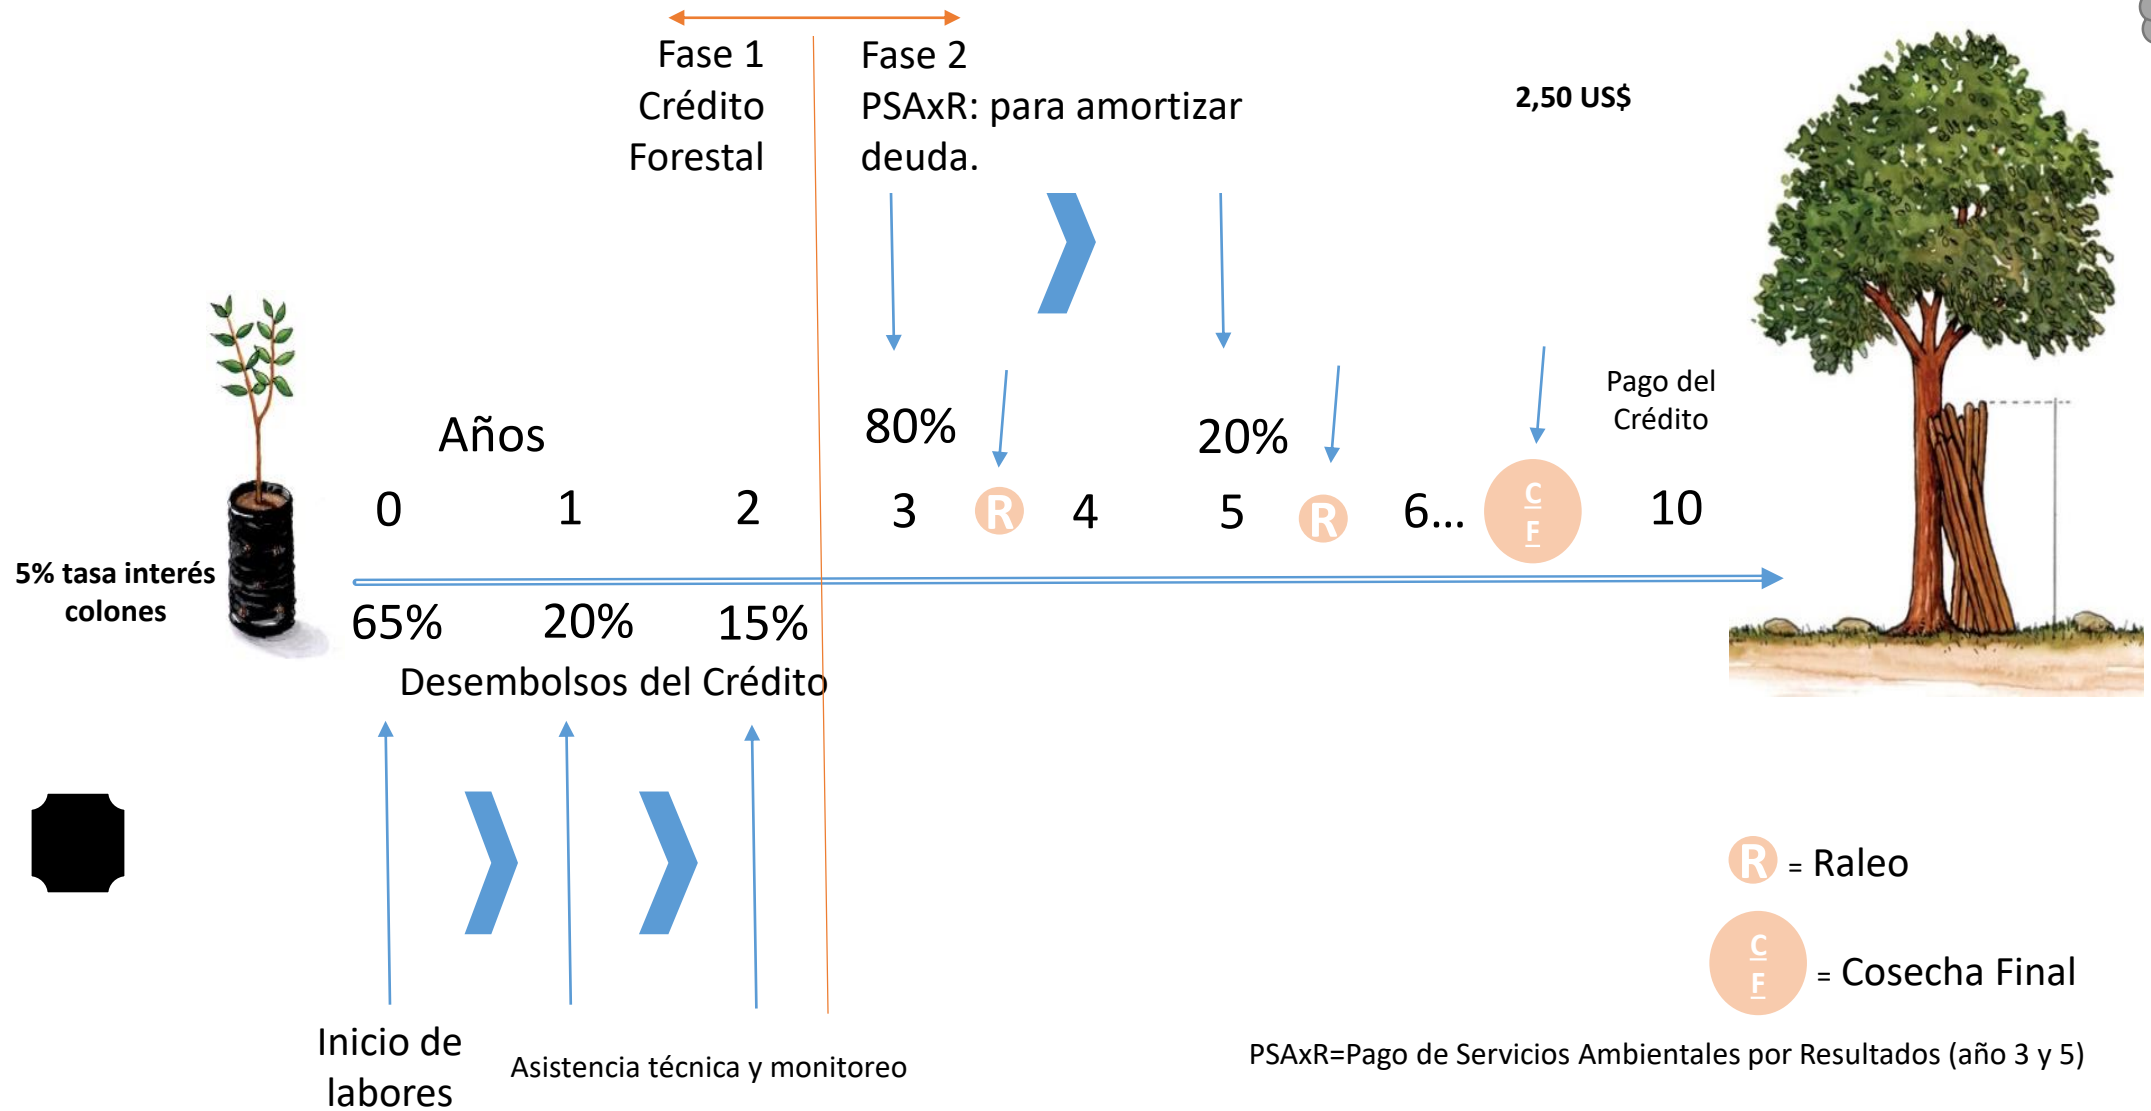 Fase 1
Crédito
Forestal
Fase 2
PSAxR: para amortizar
deuda.
2,50 US$
80%
20%
Pago del
Crédito
Años
0 1 2 3 R 4 5 R 6... C F 10
5% tasa interés
colones
65% 20% 15%
Desembolsos del Crédito
Inicio de
labores
Asistencia técnica y monitoreo
R = Raleo
C
F
= Cosecha Final
PSAxR=Pago de Servicios Ambientales por Resultados (año 3 y 5)